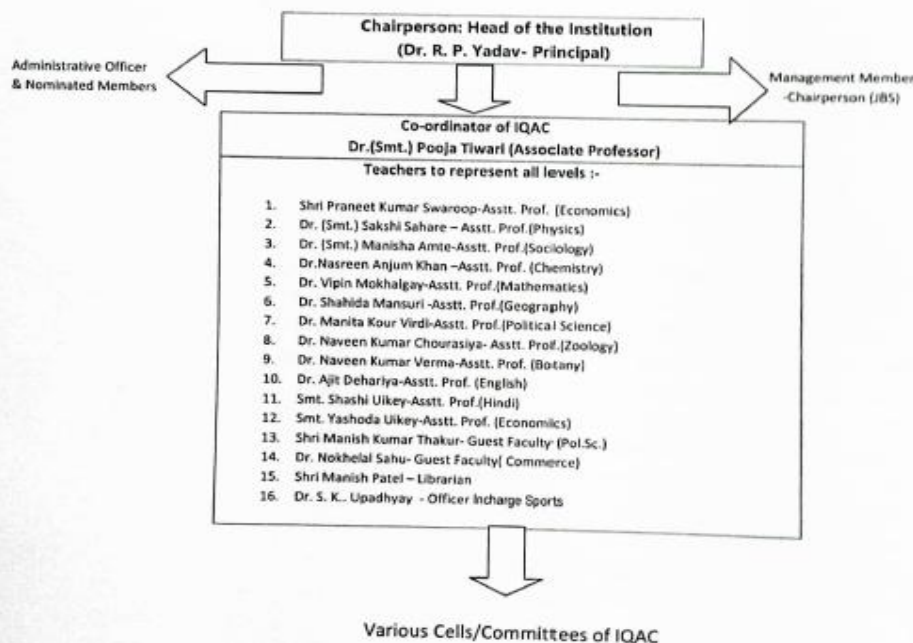 Chairperson: Head of the Institution
(Dr. R. P. Yadav- Principal)
Administrative Officer
& Nominated Members
Management Member
-Chairperson (JBS)
Co-ordinator of IQAC
Dr.(Smt.) Pooja Tiwari (Associate Professor)
Teachers to represent all levels :-
1. Shri Praneet Kumar Swaroop-Asstt. Prof. (Economics)
2. Dr. (Smt.) Sakshi Sahare – Asstt. Prof.(Physics)
3. Dr. (Smt.) Manisha Amte-Asstt. Prof.(Sociology)
4. Dr.Nasreen Anjum Khan –Asstt. Prof. (Chemistry)
5. Dr. Vipin Mokhalgay-Asstt. Prof.(Mathematics)
6. Dr. Shahida Mansuri -Asstt. Prof.(Geography)
7. Dr. Manita Kour Virdi-Asstt. Prof.(Political Science)
8. Dr. Naveen Kumar Chourasiya- Asstt. Prof.(Zoology)
9. Dr. Naveen Kumar Verma-Asstt. Prof. (Botany)
10. Dr. Ajit Dehariya-Asstt. Prof. (English)
11. Smt. Shashi Uikey-Asstt. Prof.(Hindi)
12. Smt. Yashoda Uikey-Asstt. Prof. (Economics)
13. Shri Manish Kumar Thakur- Guest Faculty (Pol.Sc.)
14. Dr. Nokhelal Sahu- Guest Faculty( Commerce)
15. Shri Manish Patel – Librarian
16. Dr. S. K.. Upadhyay - Officer Incharge Sports
Various Cells/Committees of IQAC